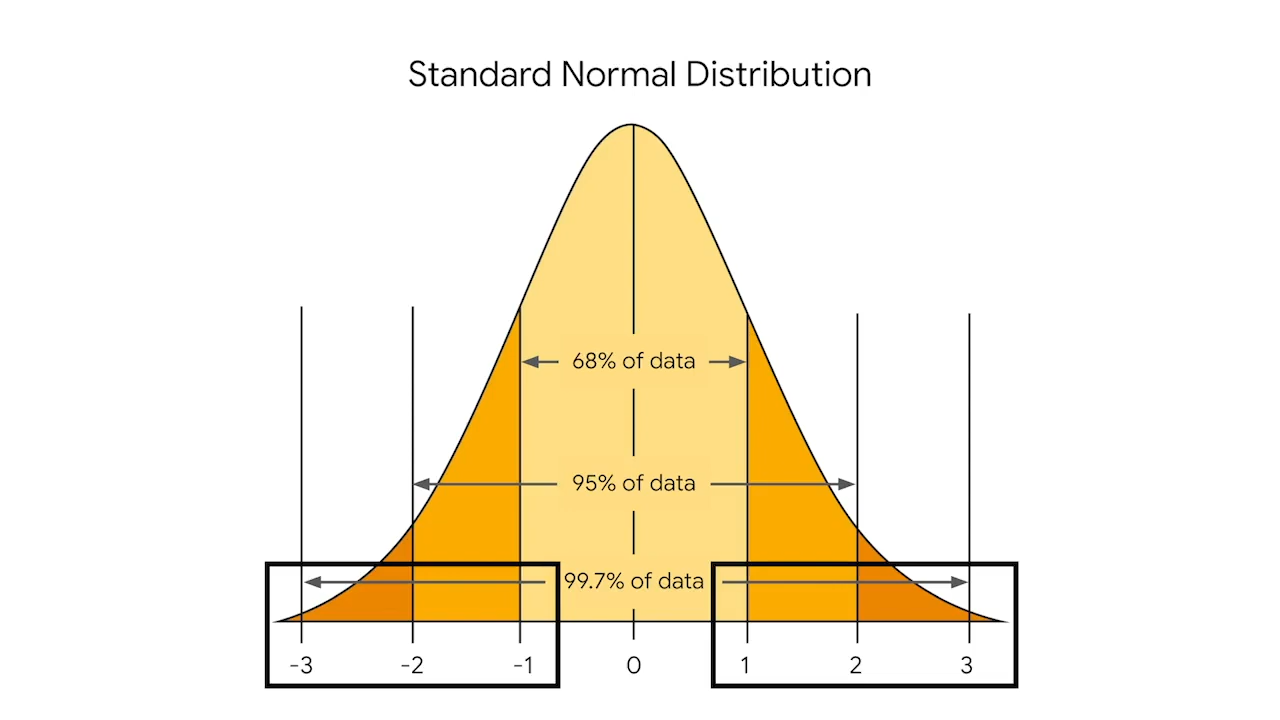 Standard Normal Distribution
68% of data
95% of data
99.7% of data
-3 -2 -1 0 1 2 3